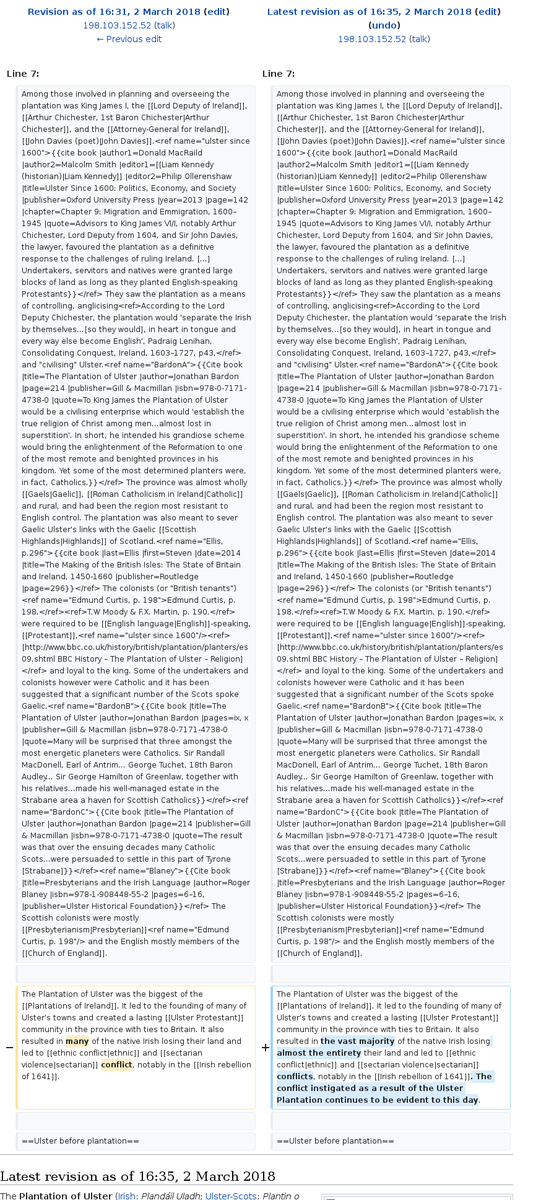 Revision as of 16:31, 2 March 2018 (edit)
198.103.152.52 (talk)
← Previous edit
Latest revision as of 16:35, 2 March 2018 (edit)
(undo)
198.103.152.52 (talk)
Line 7:
Among those involved in planning and overseeing the
plantation was King James I, the [[Lord Deputy of Ireland]],
[[Arthur Chichester, 1st Baron Chichester|Arthur
Chichester]], and the [[Attorney-General for Ireland]],
[[John Davies (poet)|John Davies]].<ref name="ulster since
1600">{{cite book |author1=Donald MacRaild
|author2=Malcolm Smith |editor1=[[Liam Kennedy
(historian)|Liam Kennedy]] |editor2=Philip Ollerenshaw
|title=Ulster Since 1600: Politics, Economy, and Society
|publisher=Oxford University Press |year=2013 |page=142
|chapter=Chapter 9: Migration and Emmigration, 1600–
1945 |quote=Advisors to King James VI/I, notably Arthur
Chichester, Lord Deputy from 1604, and Sir John Davies,
the lawyer, favoured the plantation as a definitive
response to the challenges of ruling Ireland. [...]
Undertakers, servitors and natives were granted large
blocks of land as long as they planted English-speaking
Protestants}}</ref> They saw the plantation as a means
of controlling, anglicising<ref>According to the Lord
Deputy Chichester, the plantation would 'separate the Irish
by themselves...[so they would], in heart in tongue and
every way else become English', Padraig Lenihan,
Consolidating Conquest, Ireland, 1603–1727, p43,</ref>
and "civilising" Ulster.<ref name="BardonA">{{Cite book
|title=The Plantation of Ulster |author=Jonathan Bardon
|page=214 |publisher=Gill & Macmillan |isbn=978-0-7171-
4738-0 |quote=To King James the Plantation of Ulster
would be a civilising enterprise which would 'establish the
true religion of Christ among men...almost lost in
superstition'. In short, he intended his grandiose scheme
would bring the enlightenment of the Reformation to one
of the most remote and benighted provinces in his
kingdom. Yet some of the most determined planters were,
in fact, Catholics.}}</ref> The province was almost wholly
[[Gaels|Gaelic]], [[Roman Catholicism in Ireland|Catholic]]
and rural, and had been the region most resistant to
English control. The plantation was also meant to sever
Gaelic Ulster's links with the Gaelic [[Scottish
Highlands|Highlands]] of Scotland.<ref name="Ellis,
p.296">{{cite book |last=Ellis |first=Steven |date=2014
|title=The Making of the British Isles: The State of Britain
and Ireland, 1450-1660 |publisher=Routledge
|page=296}}</ref> The colonists (or "British tenants")
<ref name="Edmund Curtis, p. 198">Edmund Curtis, p.
198.</ref><ref>T.W Moody & F.X. Martin, p. 190.</ref>
were required to be [[English language|English]]-speaking,
[[Protestant]],<ref name="ulster since 1600"/><ref>
[http://www.bbc.co.uk/history/british/plantation/planters/es
09.shtml BBC History – The Plantation of Ulster – Religion]
</ref> and loyal to the king. Some of the undertakers and
colonists however were Catholic and it has been
suggested that a significant number of the Scots spoke
Gaelic.<ref name="BardonB">{{Cite book |title=The
Plantation of Ulster |author=Jonathan Bardon |pages=ix, x
|publisher=Gill & Macmillan |isbn=978-0-7171-4738-0
|quote=Many will be surprised that three amongst the
most energetic planeters were Catholics. Sir Randall
MacDonell, Earl of Antrim... George Tuchet, 18th Baron
Audley... Sir George Hamilton of Greenlaw, together with
his relatives...made his well-managed estate in the
Strabane area a haven for Scottish Catholics}}</ref><ref
name="BardonC">{{Cite book |title=The Plantation of
Ulster |author=Jonathan Bardon |page=214 |publisher=Gill
& Macmillan |isbn=978-0-7171-4738-0 |quote=The result
was that over the ensuing decades many Catholic
Scots...were persuaded to settle in this part of Tyrone
[Strabane]}}</ref><ref name="Blaney">{{Cite book
|title=Presbyterians and the Irish Language |author=Roger
Blaney |isbn=978-1-908448-55-2 |pages=6–16,
|publisher=Ulster Historical Foundation}}</ref> The
Scottish colonists were mostly
[[Presbyterianism|Presbyterian]]<ref name="Edmund
Curtis, p. 198"/> and the English mostly members of the
[[Church of England]].
− The Plantation of Ulster was the biggest of the
[[Plantations of Ireland]]. It led to the founding of many of
Ulster's towns and created a lasting [[Ulster Protestant]]
community in the province with ties to Britain. It also
resulted in many of the native Irish losing their land and
led to [[ethnic conflict|ethnic]] and [[sectarian
violence|sectarian]] conflict, notably in the [[Irish rebellion
of 1641]].
==Ulster before plantation==
Line 7:
Among those involved in planning and overseeing the
plantation was King James I, the [[Lord Deputy of Ireland]],
[[Arthur Chichester, 1st Baron Chichester|Arthur
Chichester]], and the [[Attorney-General for Ireland]],
[[John Davies (poet)|John Davies]].<ref name="ulster since
1600">{{cite book |author1=Donald MacRaild
|author2=Malcolm Smith |editor1=[[Liam Kennedy
(historian)|Liam Kennedy]] |editor2=Philip Ollerenshaw
|title=Ulster Since 1600: Politics, Economy, and Society
|publisher=Oxford University Press |year=2013 |page=142
|chapter=Chapter 9: Migration and Emmigration, 1600–
1945 |quote=Advisors to King James VI/I, notably Arthur
Chichester, Lord Deputy from 1604, and Sir John Davies,
the lawyer, favoured the plantation as a definitive
response to the challenges of ruling Ireland. [...]
Undertakers, servitors and natives were granted large
blocks of land as long as they planted English-speaking
Protestants}}</ref> They saw the plantation as a means
of controlling, anglicising<ref>According to the Lord
Deputy Chichester, the plantation would 'separate the Irish
by themselves...[so they would], in heart in tongue and
every way else become English', Padraig Lenihan,
Consolidating Conquest, Ireland, 1603–1727, p43,</ref>
and "civilising" Ulster.<ref name="BardonA">{{Cite book
|title=The Plantation of Ulster |author=Jonathan Bardon
|page=214 |publisher=Gill & Macmillan |isbn=978-0-7171-
4738-0 |quote=To King James the Plantation of Ulster
would be a civilising enterprise which would 'establish the
true religion of Christ among men...almost lost in
superstition'. In short, he intended his grandiose scheme
would bring the enlightenment of the Reformation to one
of the most remote and benighted provinces in his
kingdom. Yet some of the most determined planters were,
in fact, Catholics.}}</ref> The province was almost wholly
[[Gaels|Gaelic]], [[Roman Catholicism in Ireland|Catholic]]
and rural, and had been the region most resistant to
English control. The plantation was also meant to sever
Gaelic Ulster's links with the Gaelic [[Scottish
Highlands|Highlands]] of Scotland.<ref name="Ellis,
p.296">{{cite book |last=Ellis |first=Steven |date=2014
|title=The Making of the British Isles: The State of Britain
and Ireland, 1450-1660 |publisher=Routledge
|page=296}}</ref> The colonists (or "British tenants")
<ref name="Edmund Curtis, p. 198">Edmund Curtis, p.
198.</ref><ref>T.W Moody & F.X. Martin, p. 190.</ref>
were required to be [[English language|English]]-speaking,
[[Protestant]],<ref name="ulster since 1600"/><ref>
[http://www.bbc.co.uk/history/british/plantation/planters/es
09.shtml BBC History – The Plantation of Ulster – Religion]
</ref> and loyal to the king. Some of the undertakers and
colonists however were Catholic and it has been
suggested that a significant number of the Scots spoke
Gaelic.<ref name="BardonB">{{Cite book |title=The
Plantation of Ulster |author=Jonathan Bardon |pages=ix, x
|publisher=Gill & Macmillan |isbn=978-0-7171-4738-0
|quote=Many will be surprised that three amongst the
most energetic planeters were Catholics. Sir Randall
MacDonell, Earl of Antrim... George Tuchet, 18th Baron
Audley... Sir George Hamilton of Greenlaw, together with
his relatives...made his well-managed estate in the
Strabane area a haven for Scottish Catholics}}</ref><ref
name="BardonC">{{Cite book |title=The Plantation of
Ulster |author=Jonathan Bardon |page=214 |publisher=Gill
& Macmillan |isbn=978-0-7171-4738-0 |quote=The result
was that over the ensuing decades many Catholic
Scots...were persuaded to settle in this part of Tyrone
[Strabane]}}</ref><ref name="Blaney">{{Cite book
|title=Presbyterians and the Irish Language |author=Roger
Blaney |isbn=978-1-908448-55-2 |pages=6–16,
|publisher=Ulster Historical Foundation}}</ref> The
Scottish colonists were mostly
[[Presbyterianism|Presbyterian]]<ref name="Edmund
Curtis, p. 198"/> and the English mostly members of the
[[Church of England]].
+ The Plantation of Ulster was the biggest of the
[[Plantations of Ireland]]. It led to the founding of many of
Ulster's towns and created a lasting [[Ulster Protestant]]
community in the province with ties to Britain. It also
resulted in the vast majority of the native Irish losing
almost the entirety their land and led to [[ethnic
conflict|ethnic]] and [[sectarian violence|sectarian]]
conflicts, notably in the [[Irish rebellion of 1641]]. The
conflict instigated as a result of the Ulster
Plantation continues to be evident to this day.
==Ulster before plantation==
Latest revision as of 16:35, 2 March 2018
The Plantation of Ulster (Irish: Plandáil Uladh; Ulster-Scots: Plantin o